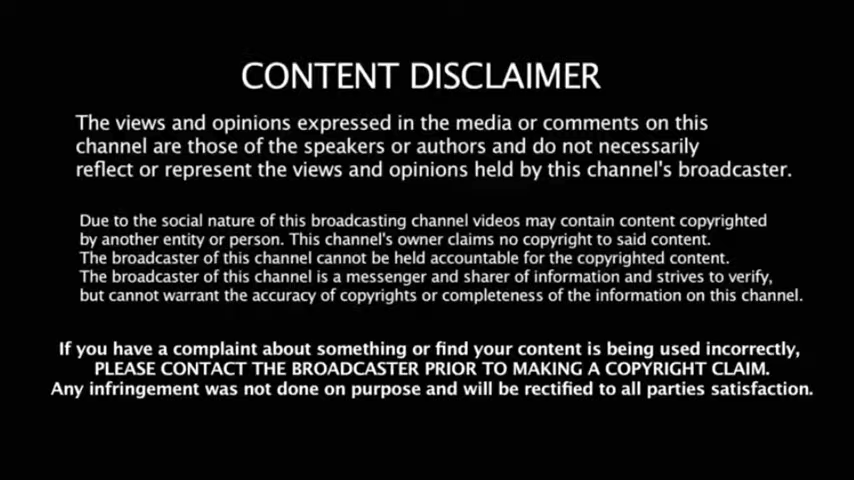 CONTENT DISCLAIMER
The views and opinions expressed in the media or comments on this
channel are those of the speakers or authors and do not necessarily
reflect or represent the views and opinions held by this channel's broadcaster.
Due to the social nature of this broadcasting channel videos may contain content copyrighted
by another entity or person. This channel's owner claims no copyright to said content.
The broadcaster of this channel cannot be held accountable for the copyrighted content.
The broadcaster of this channel is a messenger and sharer of information and strives to verify,
but cannot warrant the accuracy of copyrights or completeness of the information on this channel.
If you have a complaint about something or find your content is being used incorrectly,
PLEASE CONTACT THE BROADCASTER PRIOR TO MAKING A COPYRIGHT CLAIM.
Any infringement was not done on purpose and will be rectified to all parties satisfaction.